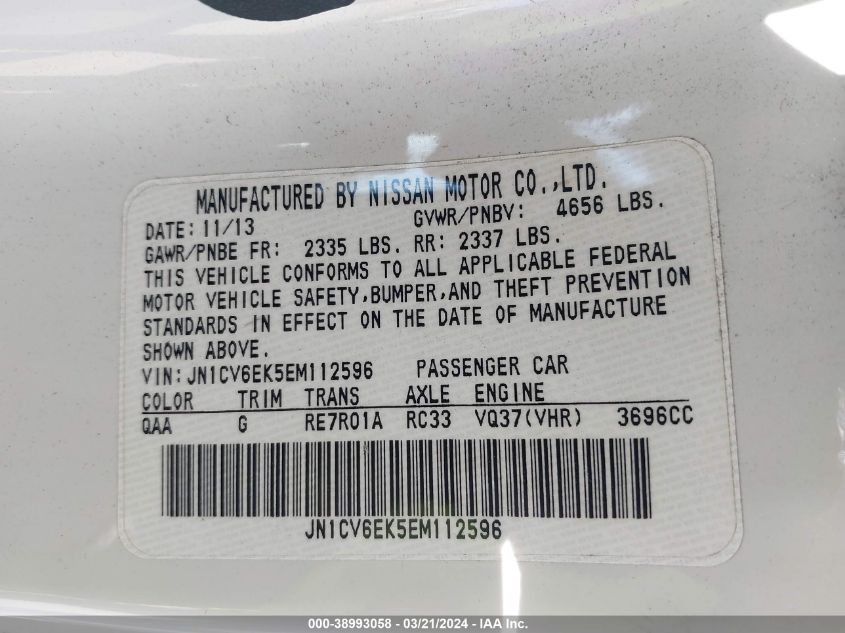 MANUFACTURED BY NISSAN MOTOR CO.,LTD.
DATE: 11/13 GVWR/PNBV: 4656 LBS.
GAWR/PNBE FR: 2335 LBS. RR: 2337 LBS.
THIS VEHICLE CONFORMS TO ALL APPLICABLE FEDERAL
MOTOR VEHICLE SAFETY,BUMPER,AND THEFT PREVENTION
STANDARDS IN EFFECT ON THE DATE OF MANUFACTURE
SHOWN ABOVE.
VIN:JN1CV6EK5EM112596 PASSENGER CAR
COLOR TRIM TRANS AXLE ENGINE
QAA G RE7R01A RC33 VQ37(VHR) 3696CC
JN1CV6EK5EM112596
000-38993058 - 03/21/2024 - IAA Inc.